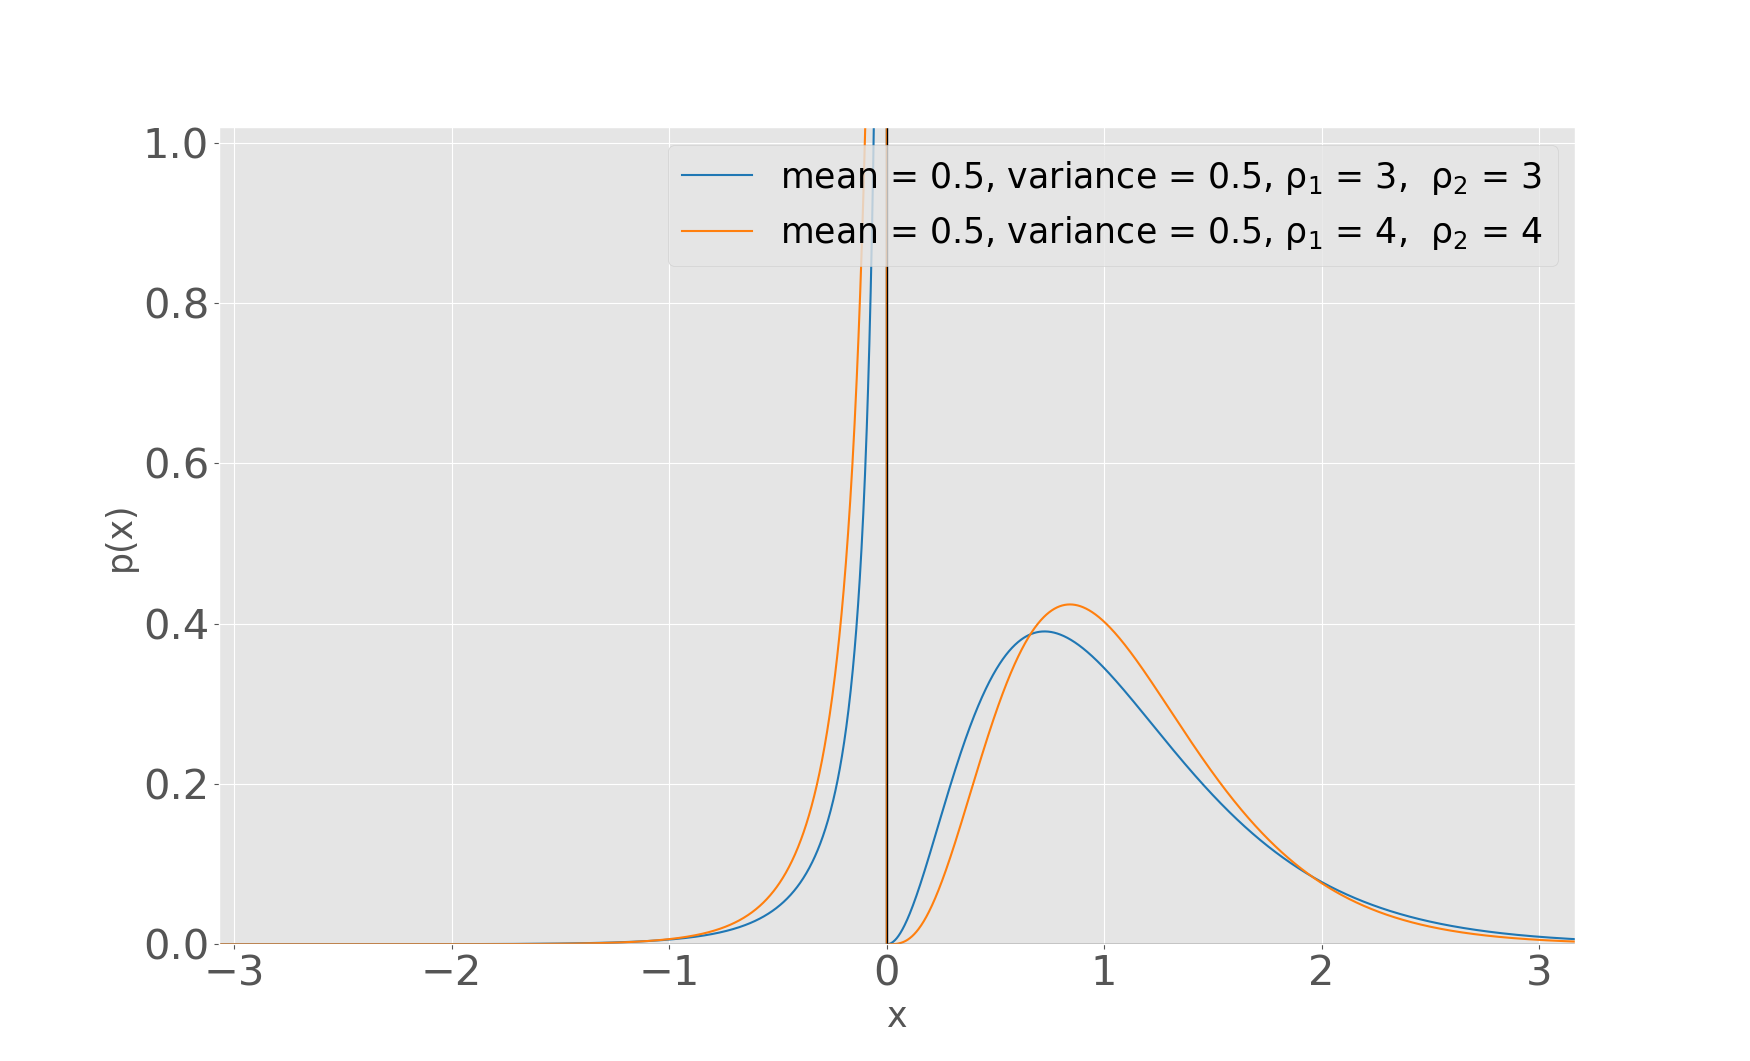 mean = 0.5, variance = 0.5, ρ₁ = 3, ρ₂ = 3
mean = 0.5, variance = 0.5, ρ₁ = 4, ρ₂ = 4
1.0
0.8
0.6
0.4
0.2
0.0
p(x)
−3 −2 −1 0 1 2 3
x